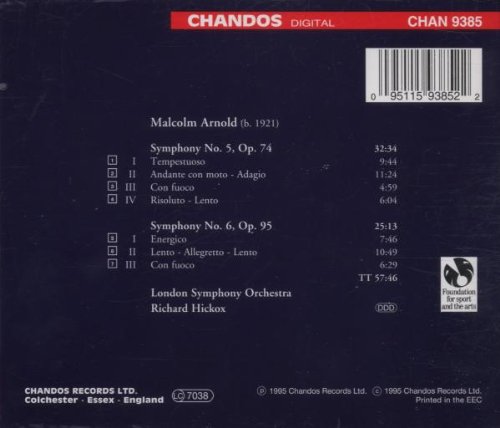 CHANDOS DIGITAL CHAN 9385
0 95115 93852 2
Malcolm Arnold (b. 1921)
Symphony No. 5, Op. 74 32:34
1 I Tempestuoso 9:44
2 II Andante con moto - Adagio 11:24
3 III Con fuoco 4:59
4 IV Risoluto - Lento 6:04
Symphony No. 6, Op. 95 25:13
5 I Energico 7:46
6 II Lento - Allegretto - Lento 10:49
7 III Con fuoco 6:29
TT 57:46
London Symphony Orchestra
Richard Hickox DDD
Foundation
for sport
and the arts
CHANDOS RECORDS LTD.
Colchester · Essex · England
LC 7038
℗ 1995 Chandos Records Ltd. © 1995 Chandos Records Ltd.
Printed in the EEC